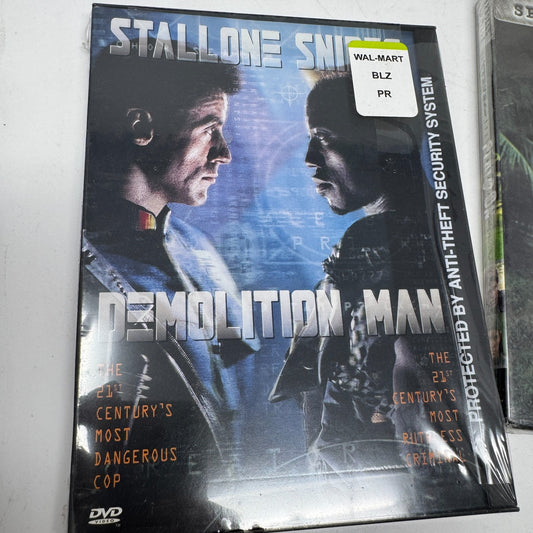 STALLONE
WAL-MART
BLZ
PR
PROTECTED BY ANTI-THEFT SECURITY SYSTEM
DEMOLITION MAN
THE
21ST
CENTURY'S
MOST
DANGEROUS
COP
THE
21ST
CENTURY'S
MOST
RUTHLESS
CRIMINAL
DVD
VIDEO